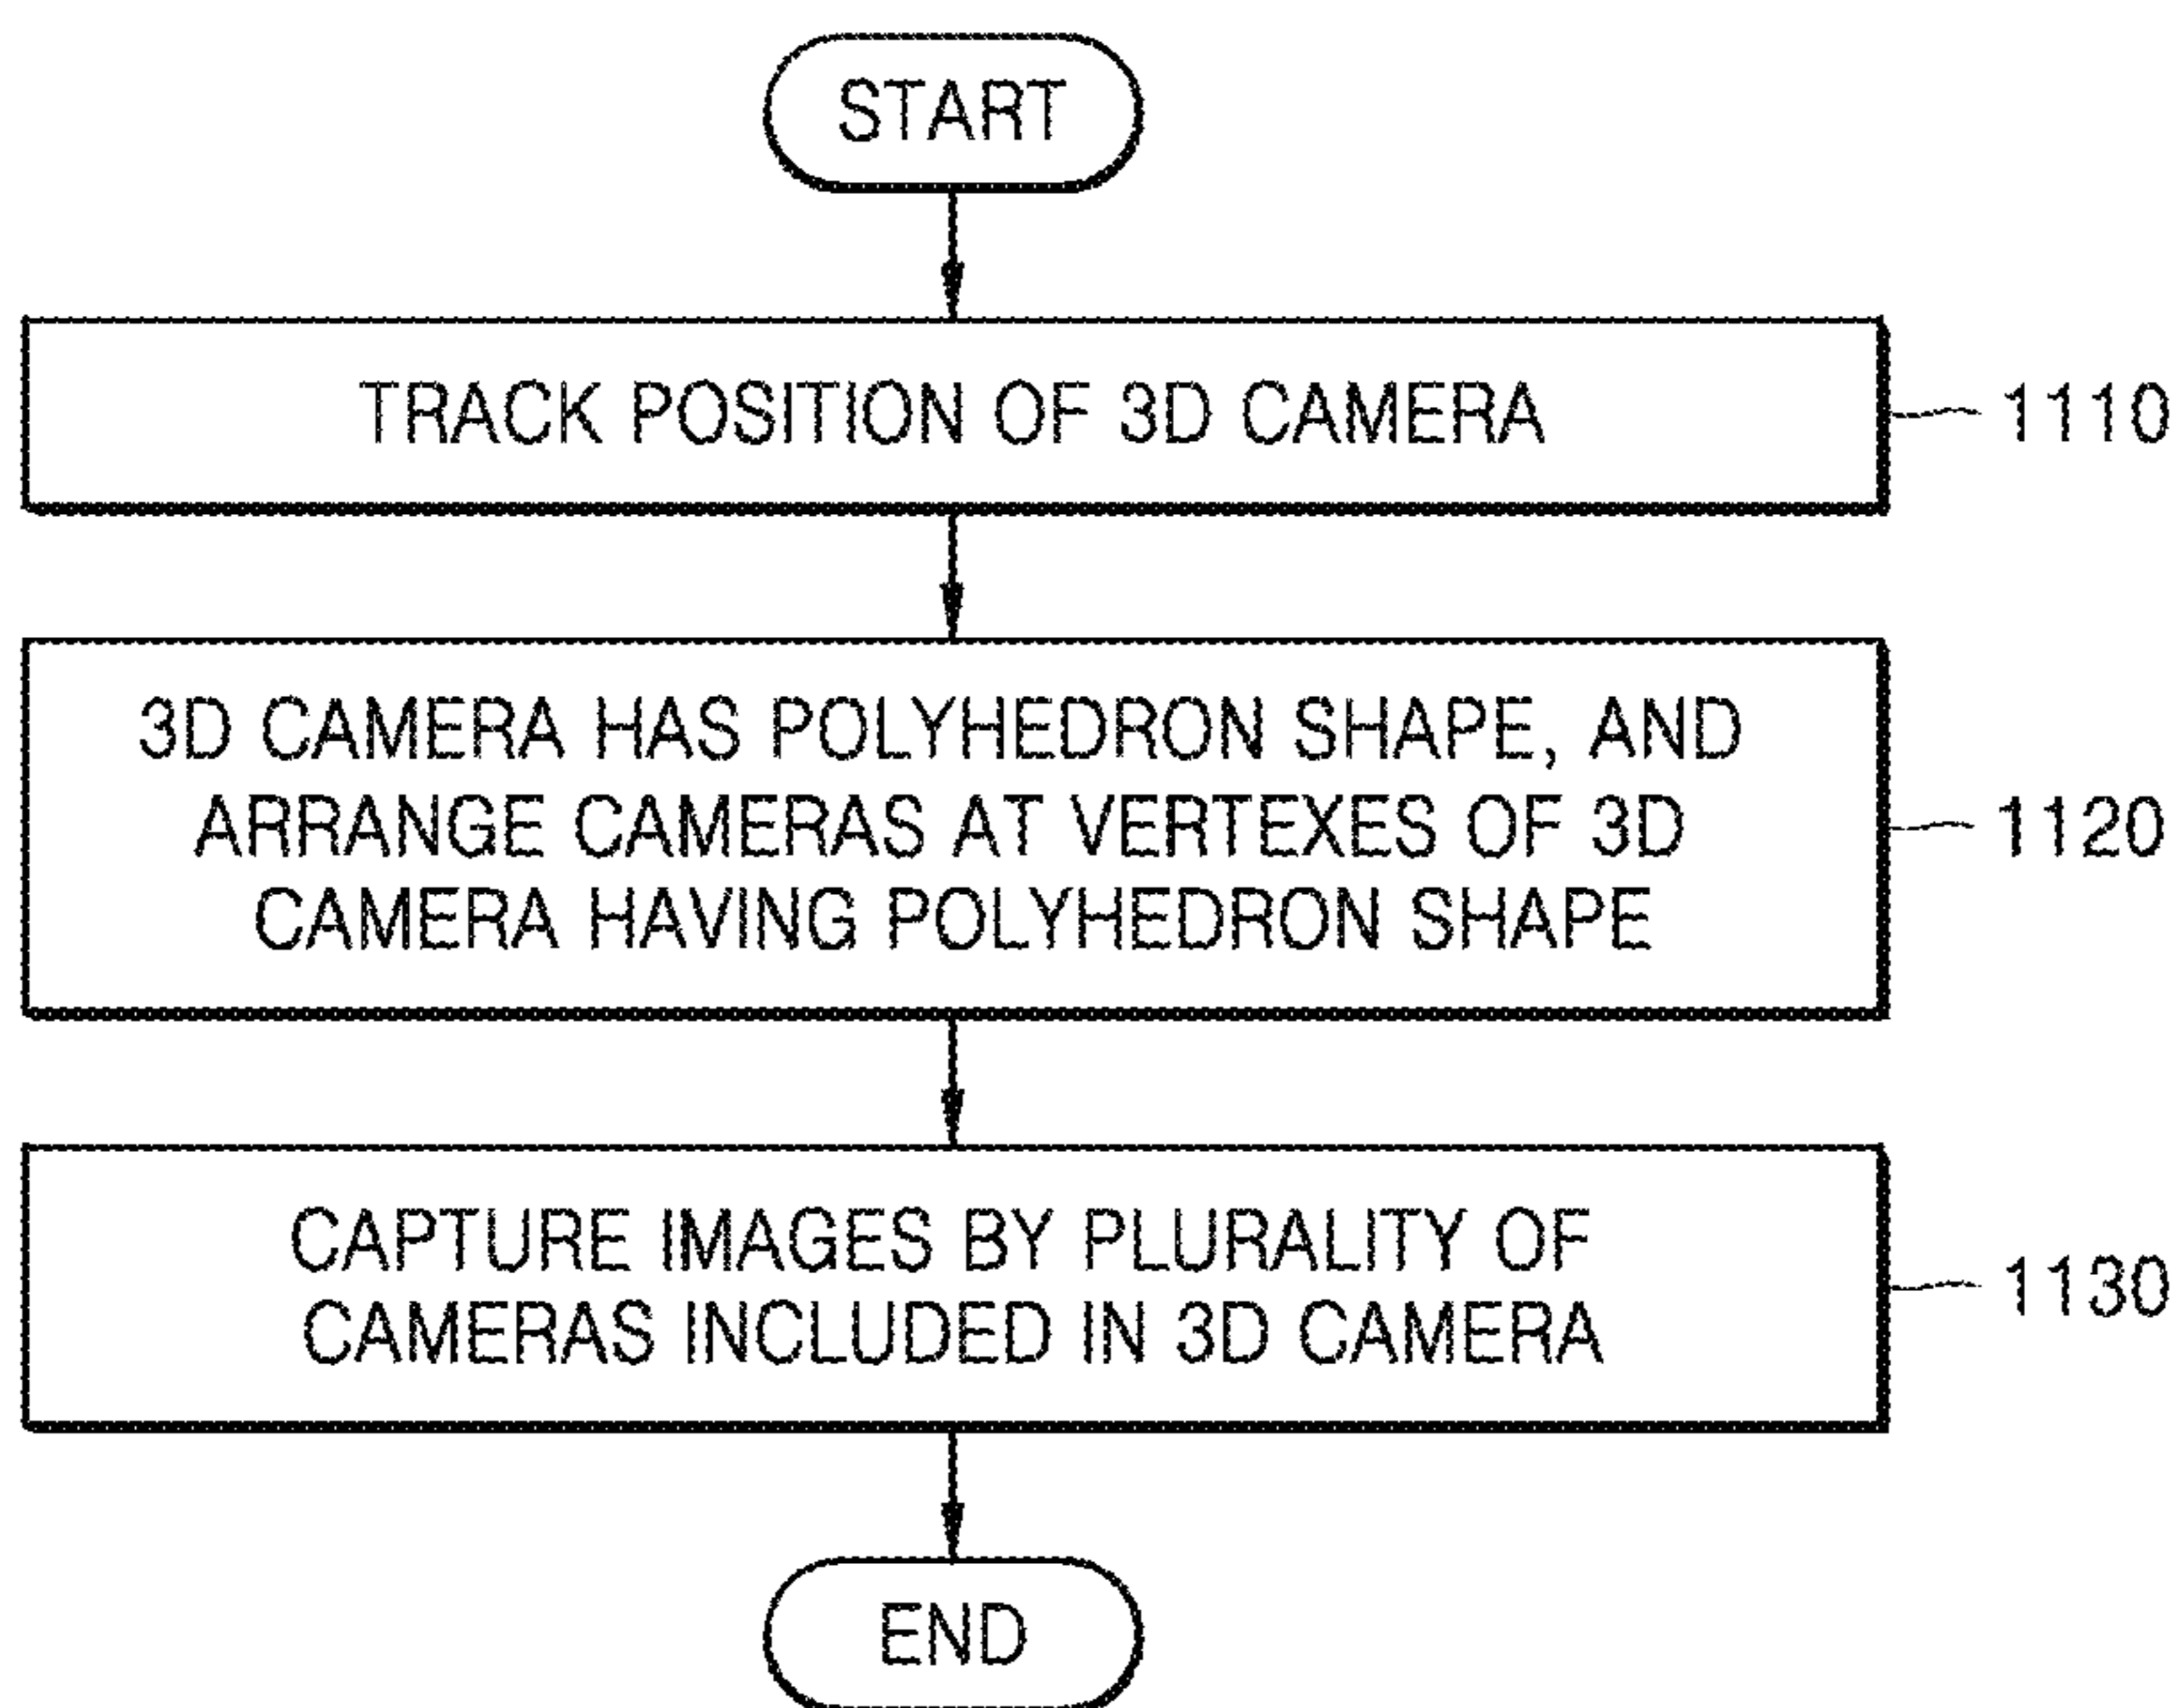 START
TRACK POSITION OF 3D CAMERA
1110
3D CAMERA HAS POLYHEDRON SHAPE, AND
ARRANGE CAMERAS AT VERTEXES OF 3D
CAMERA HAVING POLYHEDRON SHAPE
1120
CAPTURE IMAGES BY PLURALITY OF
CAMERAS INCLUDED IN 3D CAMERA
1130
END